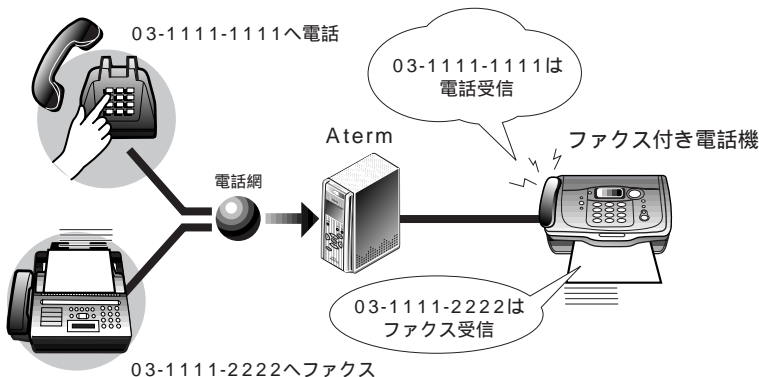 03-1111-1111へ電話
03-1111-1111は
電話受信
Aterm
ファクス付き電話機
電話網
03-1111-2222は
ファクス受信
03-1111-2222へファクス